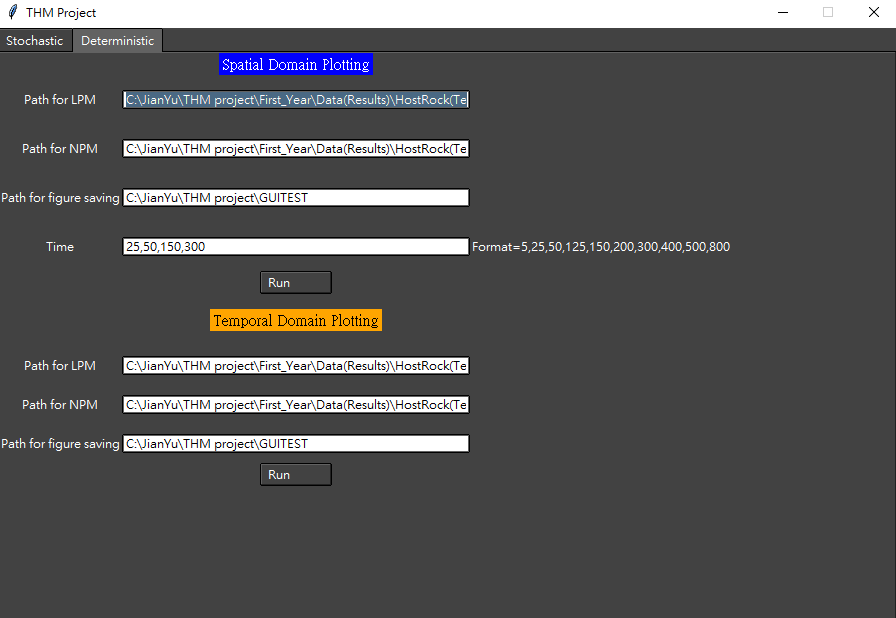 THM Project
Stochastic Deterministic
Spatial Domain Plotting
Path for LPM C:\JianYu\THM project\First_Year\Data(Results)\HostRock(Te
Path for NPM C:\JianYu\THM project\First_Year\Data(Results)\HostRock(Te
Path for figure saving C:\JianYu\THM project\GUITEST
Time 25,50,150,300 Format=5,25,50,125,150,200,300,400,500,800
Run
Temporal Domain Plotting
Path for LPM C:\JianYu\THM project\First_Year\Data(Results)\HostRock(Te
Path for NPM C:\JianYu\THM project\First_Year\Data(Results)\HostRock(Te
Path for figure saving C:\JianYu\THM project\GUITEST
Run